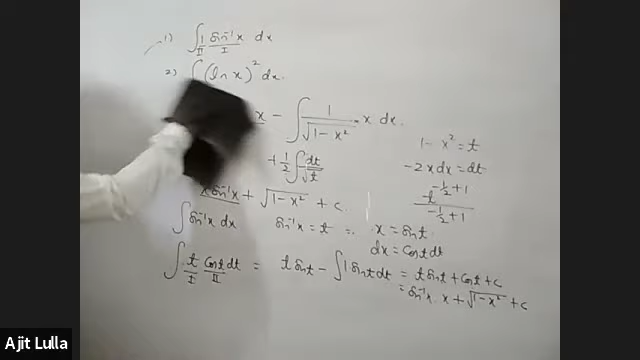 1) ∫ 1 sin⁻¹x dx
II I
2) ∫ (ln x)² dx.
x − ∫ 1/√(1−x²) · x dx.
1 − x² = t
+ 1/2 ∫ dt/√t
−2x dx = dt
t^(−1/2+1) / (−1/2+1)
x sin⁻¹x + √(1−x²) + c.
∫ sin⁻¹x dx sin⁻¹x = t ∴ x = sin t.
dx = cos t dt
∫ t cos t dt = t sin t − ∫ 1 sin t dt = t sin t + cos t + c
I II
= sin⁻¹x · x + √(1−x²) + c
Ajit Lulla